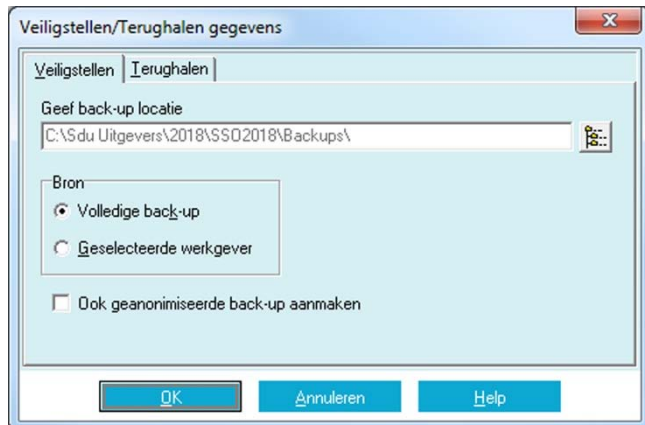 Veiligstellen/Terughalen gegevens
Veiligstellen Terughalen
Geef back-up locatie
C:\Sdu Uitgevers\2018\SSO2018\Backups\
Bron
Volledige back-up
Geselecteerde werkgever
Ook geanonimiseerde back-up aanmaken
OK Annuleren Help